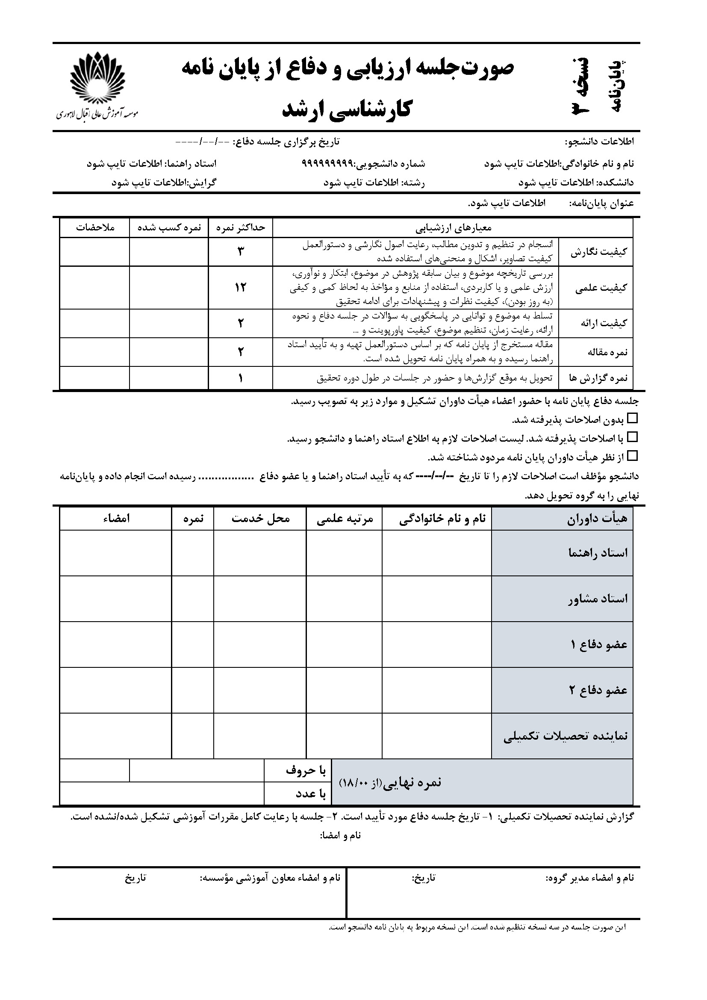 پایان‌نامه
نسخه ۳
صورت‌جلسه ارزیابی و دفاع از پایان نامه
کارشناسی ارشد
موسسه آموزش عالی اقبال لاهوری
اطلاعات دانشجو: تاریخ برگزاری جلسه دفاع: --/--/----
نام و نام خانوادگی:اطلاعات تایپ شود شماره دانشجویی:۹۹۹۹۹۹۹۹۹ استاد راهنما: اطلاعات تایپ شود
دانشکده: اطلاعات تایپ شود رشته: اطلاعات تایپ شود گرایش:اطلاعات تایپ شود
عنوان پایان‌نامه: اطلاعات تایپ شود.
معیارهای ارزشیابی حداکثر نمره نمره کسب شده ملاحضات
کیفیت نگارش
انسجام در تنظیم و تدوین مطالب، رعایت اصول نگارشی و دستورالعمل
کیفیت تصاویر، اشکال و منحنی‌های استفاده شده
۳
کیفیت علمی
بررسی تاریخچه موضوع و بیان سابقه پژوهش در موضوع، ابتکار و نوآوری،
ارزش علمی و یا کاربردی، استفاده از منابع و مؤاخذ به لحاظ کمی و کیفی
(به روز بودن)، کیفیت نظرات و پیشنهادات برای ادامه تحقیق
۱۲
کیفیت ارائه
تسلط به موضوع و توانایی در پاسخگویی به سؤالات در جلسه دفاع و نحوه
ارائه، رعایت زمان، تنظیم موضوع، کیفیت پاورپوینت و ...
۲
نمره مقاله
مقاله مستخرج از پایان نامه که بر اساس دستورالعمل تهیه و به تأیید استاد
راهنما رسیده و به همراه پایان نامه تحویل شده است.
۲
نمره گزارش ها تحویل به موقع گزارش‌ها و حضور در جلسات در طول دوره تحقیق ۱
جلسه دفاع پایان نامه با حضور اعضاء هیأت داوران تشکیل و موارد زیر به تصویب رسید.
□ بدون اصلاحات پذیرفته شد.
□ با اصلاحات پذیرفته شد. لیست اصلاحات لازم به اطلاع استاد راهنما و دانشجو رسید.
□ از نظر هیأت داوران پایان نامه مردود شناخته شد.
دانشجو مؤظف است اصلاحات لازم را تا تاریخ --/--/---- که به تأیید استاد راهنما و یا عضو دفاع ................. رسیده است انجام داده و پایان‌نامه
نهایی را به گروه تحویل دهد.
هیأت داوران نام و نام خانوادگی مرتبه علمی محل خدمت نمره امضاء
استاد راهنما
استاد مشاور
عضو دفاع ۱
عضو دفاع ۲
نماینده تحصیلات تکمیلی
نمره نهایی(از ۱۸/۰۰)
با حروف
با عدد
گزارش نماینده تحصیلات تکمیلی: ۱- تاریخ جلسه دفاع مورد تأیید است. ۲- جلسه با رعایت کامل مقررات آموزشی تشکیل شده/نشده است.
نام و امضا:
نام و امضاء مدیر گروه: تاریخ: نام و امضاء معاون آموزشی مؤسسه: تاریخ
این صورت جلسه در سه نسخه تنظیم شده است. این نسخه مربوط به پایان نامه دانشجو است.